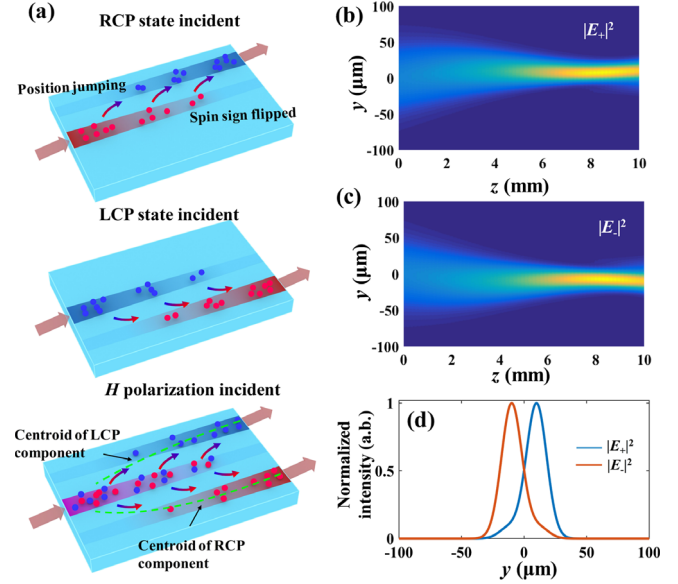 (a)
RCP state incident
Position jumping
Spin sign flipped
LCP state incident
H polarization incident
Centroid of LCP
component
Centroid of RCP
component
(b)
|E+|²
100
50
0
-50
-100
y (μm)
0 2 4 6 8 10
z (mm)
(c)
|E-|²
100
50
0
-50
-100
y (μm)
0 2 4 6 8 10
z (mm)
(d)
|E+|²
|E-|²
1
0.5
0
Normalized
intensity (a.b.)
-100 -50 0 50 100
y (μm)